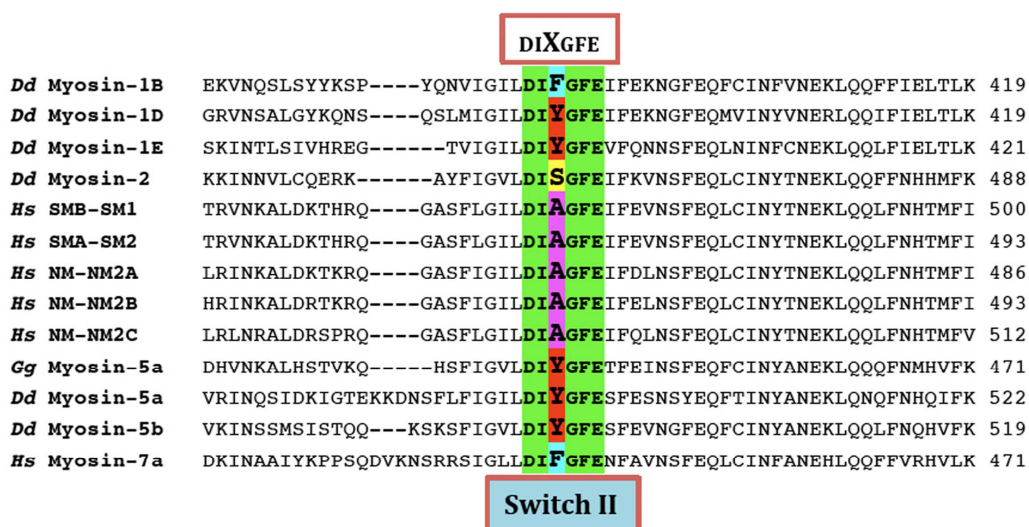 DIXGFE
Dd Myosin-1B EKVNQSLSYYKSP----YQNVIGILDIFGFEIFEKNGFEQFCINFVNEKLQQFFIELTLK 419
Dd Myosin-1D GRVNSALGYKQNS----QSLMIGILDIYGFEIFEKNGFEQMVINYVNERLQQIFIELTLK 419
Dd Myosin-1E SKINTLSIVHREG------TVIGILDIYGFEVFQNNSFEQLNINFCNEKLQQLFIELTLK 421
Dd Myosin-2 KKINNVLCQERK-----AYFIGVLDISGFEIFKVNSFEQLCINYTNEKLQQFFNHHMFK 488
Hs SMB-SM1 TRVNKALDKTHRQ----GASFLGILDIAGFEIFEVNSFEQLCINYTNEKLQQLFNHTMFI 500
Hs SMA-SM2 TRVNKALDKTHRQ----GASFLGILDIAGFEIFEVNSFEQLCINYTNEKLQQLFNHTMFI 493
Hs NM-NM2A LRINKALDKTKRQ----GASFIGILDIAGFEIFDLNSFEQLCINYTNEKLQQLFNHTMFI 486
Hs NM-NM2B HRINKALDRTKRQ----GASFIGILDIAGFEIFELNSFEQLCINYTNEKLQQLFNHTMFI 493
Hs NM-NM2C LRLNRALDRSPRQ----GASFLGILDIAGFEIFQLNSFEQLCINYTNEKLQQLFNHTMFV 512
Gg Myosin-5a DHVNKALHSTVKQ-----HSFIGVLDIYGFETFEINSFEQFCINYANEKLQQQFNMHVFK 471
Dd Myosin-5a VRINQSIDKIGTEKKDNSFLFIGILDIYGFESFESNSYEQFTINYANEKLQNQFNHQIFK 522
Dd Myosin-5b VKINSSMSISTQQ---KSKSFIGVLDIYGFESFEVNGFEQFCINYANEKLQQLFNQHVFK 519
Hs Myosin-7a DKINAAIYKPPSQDVKNSRRSIGLLDIFGFENFAVNSFEQLCINFANEHLQQFFVRHVLK 471
Switch II